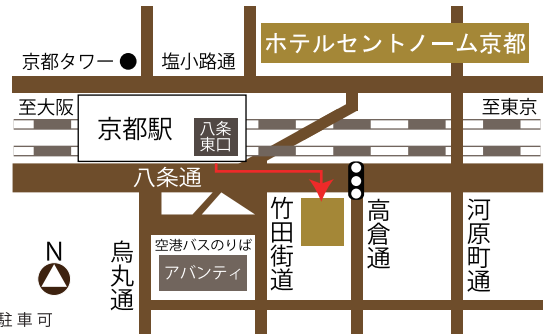 ホテルセントノーム京都
京都タワー
塩小路通
至大阪
至東京
京都駅
八条
東口
八条通
竹田街道
高倉通
河原町通
烏丸通
空港バスのりば
アバンティ
N
駐車可